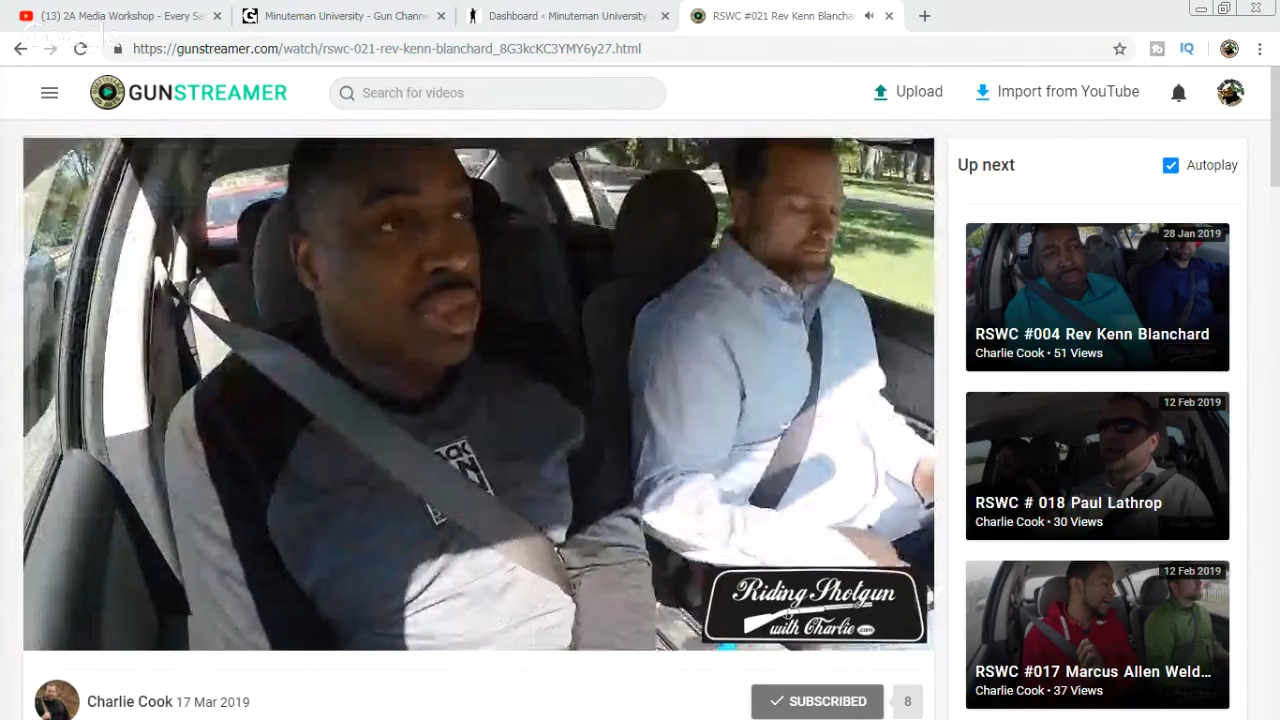 (13) 2A Media Workshop - Every Se
Minuteman University - Gun Channe
Dashboard ‹ Minuteman University -
RSWC #021 Rev Kenn Blancha
https://gunstreamer.com/watch/rswc-021-rev-kenn-blanchard_8G3kcKC3YMY6y27.html
GUNSTREAMER
Search for videos
Upload
Import from YouTube
Up next
Autoplay
28 Jan 2019
RSWC #004 Rev Kenn Blanchard
Charlie Cook • 51 Views
12 Feb 2019
RSWC # 018 Paul Lathrop
Charlie Cook • 30 Views
12 Feb 2019
RSWC #017 Marcus Allen Weld...
Charlie Cook • 37 Views
Riding Shotgun
with Charlie.com
Charlie Cook 17 Mar 2019
SUBSCRIBED
8